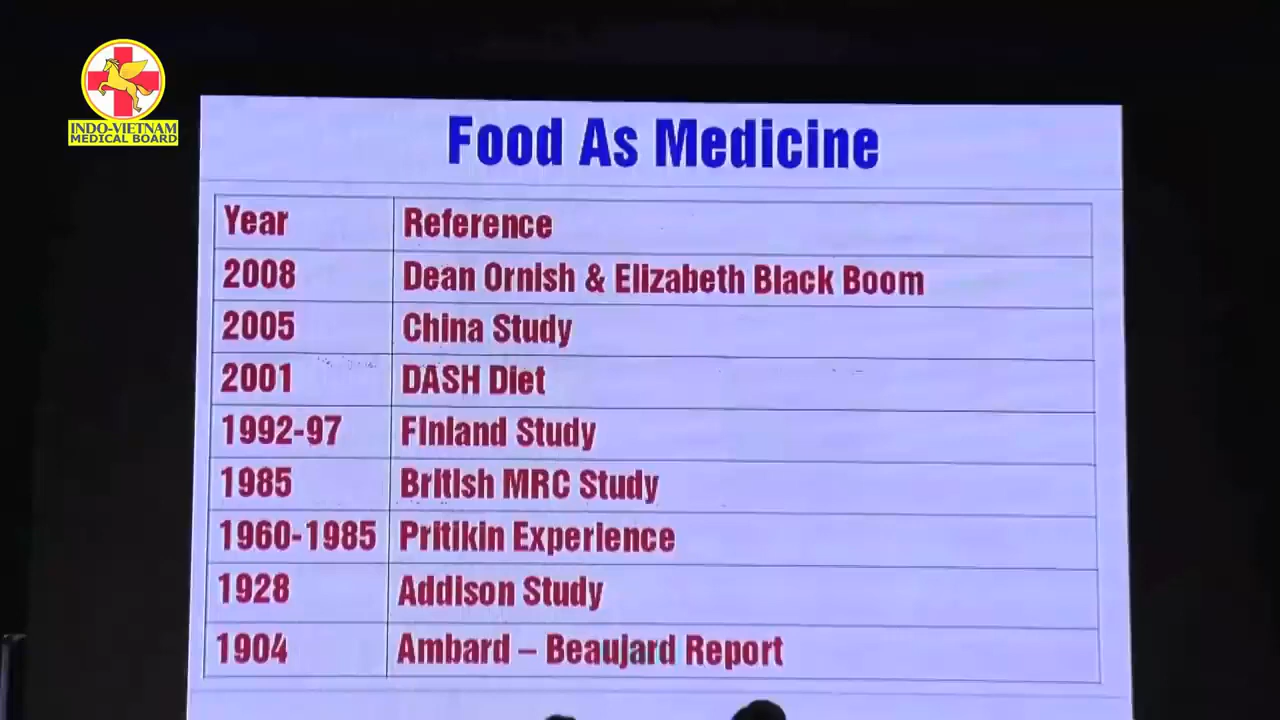 INDO-VIETNAM
MEDICAL BOARD
Food As Medicine
Year Reference
2008 Dean Ornish & Elizabeth Black Boom
2005 China Study
2001 DASH Diet
1992-97 Finland Study
1985 British MRC Study
1960-1985 Pritikin Experience
1928 Addison Study
1904 Ambard – Beaujard Report